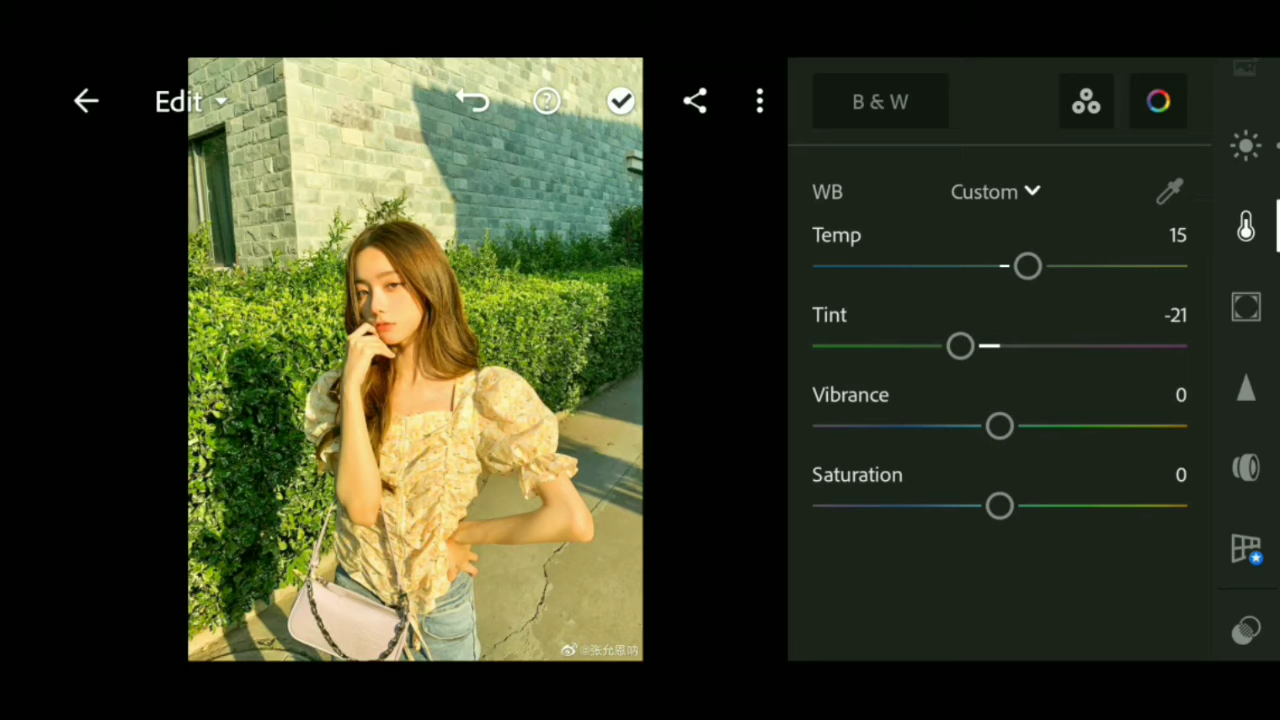 Edit
B & W
WB Custom
Temp 15
Tint -21
Vibrance 0
Saturation 0
@张允恩呐